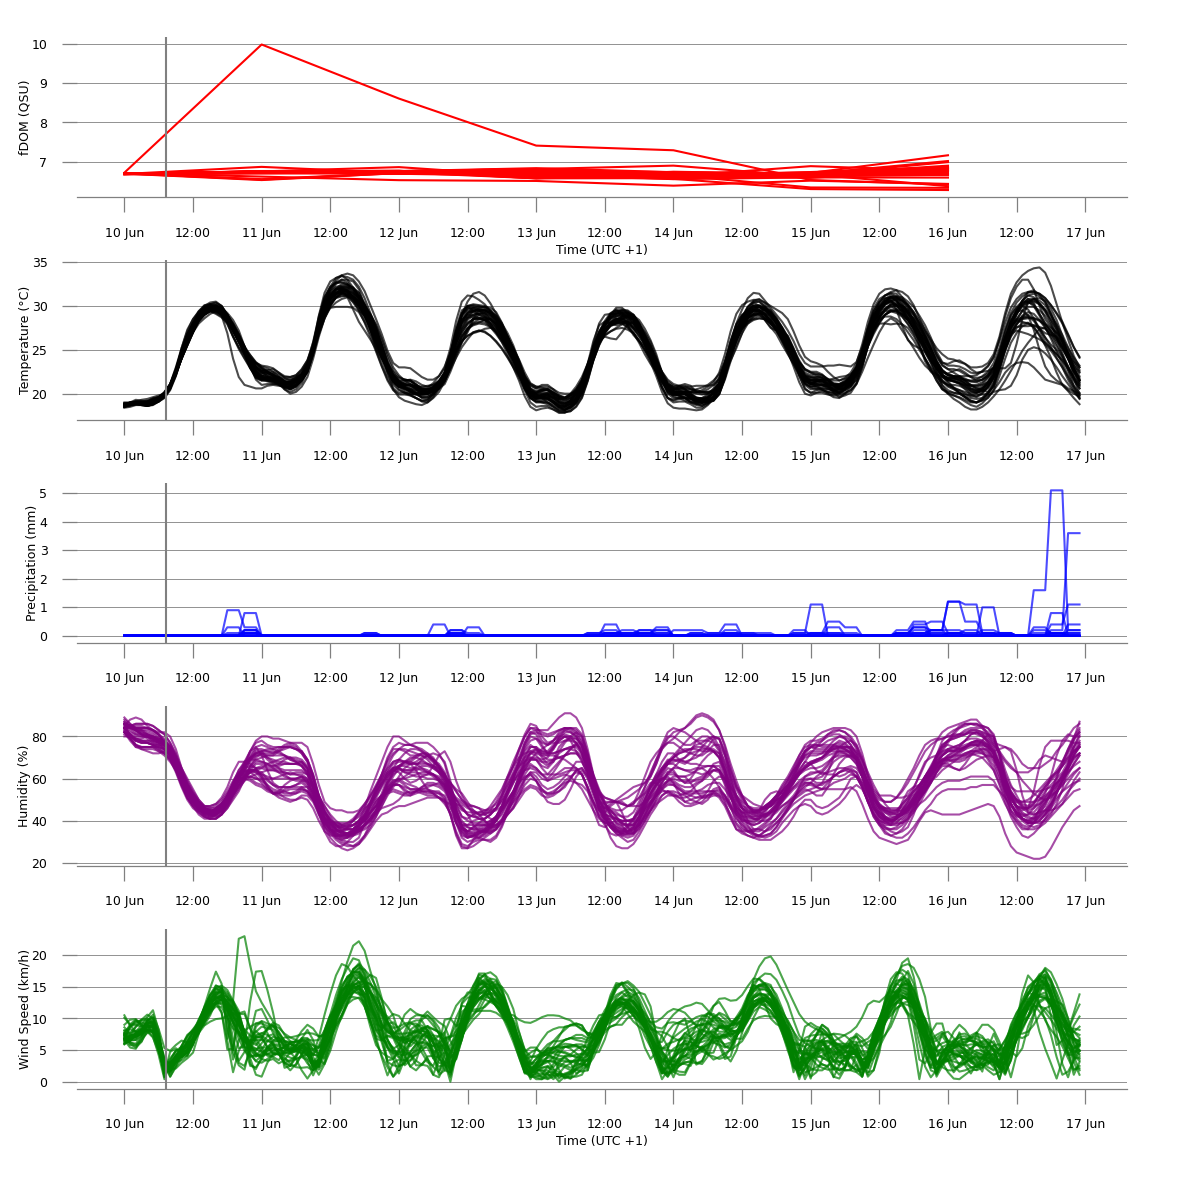 fDOM (QSU)
10
9
8
7
10 Jun 12:00 11 Jun 12:00 12 Jun 12:00 13 Jun 12:00 14 Jun 12:00 15 Jun 12:00 16 Jun 12:00 17 Jun
Time (UTC +1)
Temperature (°C)
35
30
25
20
10 Jun 12:00 11 Jun 12:00 12 Jun 12:00 13 Jun 12:00 14 Jun 12:00 15 Jun 12:00 16 Jun 12:00 17 Jun
Precipitation (mm)
5
4
3
2
1
0
10 Jun 12:00 11 Jun 12:00 12 Jun 12:00 13 Jun 12:00 14 Jun 12:00 15 Jun 12:00 16 Jun 12:00 17 Jun
Humidity (%)
80
60
40
20
10 Jun 12:00 11 Jun 12:00 12 Jun 12:00 13 Jun 12:00 14 Jun 12:00 15 Jun 12:00 16 Jun 12:00 17 Jun
Wind Speed (km/h)
20
15
10
5
0
10 Jun 12:00 11 Jun 12:00 12 Jun 12:00 13 Jun 12:00 14 Jun 12:00 15 Jun 12:00 16 Jun 12:00 17 Jun
Time (UTC +1)